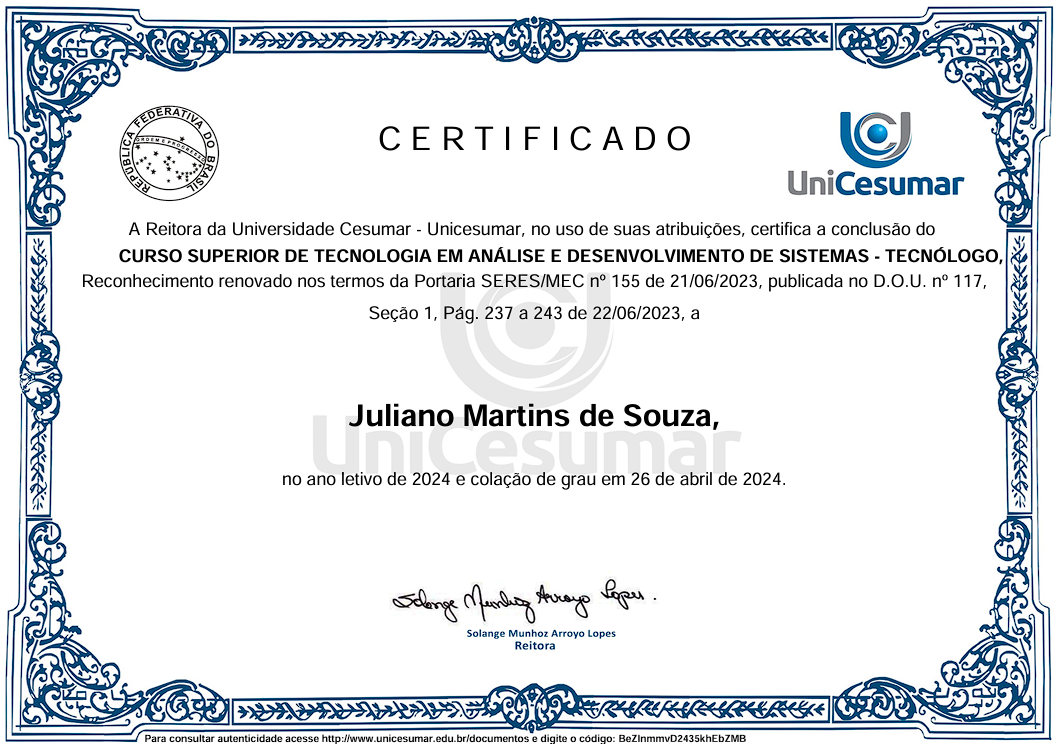 REPÚBLICA FEDERATIVA DO BRASIL
ORDEM E PROGRESSO
CERTIFICADO
UniCesumar
A Reitora da Universidade Cesumar - Unicesumar, no uso de suas atribuições, certifica a conclusão do
CURSO SUPERIOR DE TECNOLOGIA EM ANÁLISE E DESENVOLVIMENTO DE SISTEMAS - TECNÓLOGO,
Reconhecimento renovado nos termos da Portaria SERES/MEC nº 155 de 21/06/2023, publicada no D.O.U. nº 117,
Seção 1, Pág. 237 a 243 de 22/06/2023, a
Juliano Martins de Souza,
UniCesumar
no ano letivo de 2024 e colação de grau em 26 de abril de 2024.
Solange Munhoz Arroyo Lopes.
Solange Munhoz Arroyo Lopes
Reitora
Para consultar autenticidade acesse http://www.unicesumar.edu.br/documentos e digite o código: BeZlnmmvD2435khEbZMB